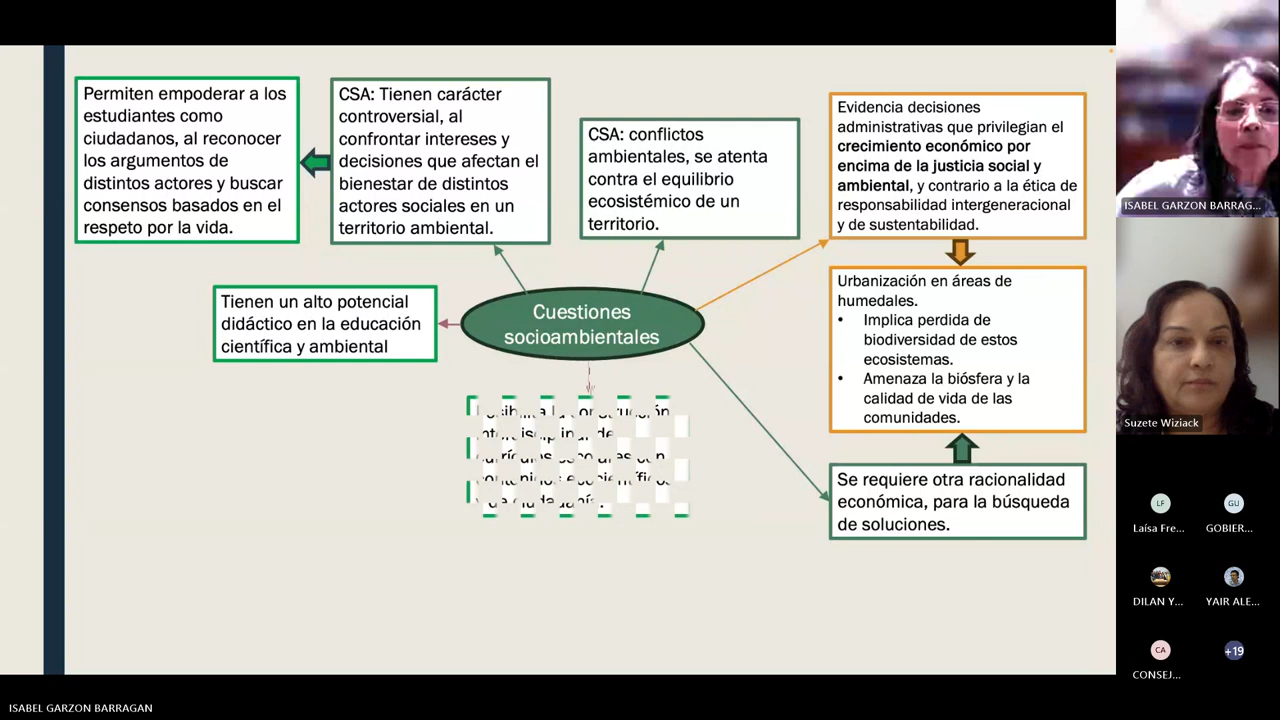 Permiten empoderar a los
estudiantes como
ciudadanos, al reconocer
los argumentos de
distintos actores y buscar
consensos basados en el
respeto por la vida.
CSA: Tienen carácter
controversial, al
confrontar intereses y
decisiones que afectan el
bienestar de distintos
actores sociales en un
territorio ambiental.
CSA: conflictos
ambientales, se atenta
contra el equilibrio
ecosistémico de un
territorio.
Evidencia decisiones
administrativas que privilegian el
crecimiento económico por
encima de la justicia social y
ambiental, y contrario a la ética de
responsabilidad intergeneracional
y de sustentabilidad.
Urbanización en áreas de
humedales.
• Implica perdida de
biodiversidad de estos
ecosistemas.
• Amenaza la biósfera y la
calidad de vida de las
comunidades.
Tienen un alto potencial
didáctico en la educación
científica y ambiental
Cuestiones
socioambientales
Se requiere otra racionalidad
económica, para la búsqueda
de soluciones.
ISABEL GARZON BARRAG...
Suzete Wiziack
LF
Laísa Fre...
GU
GOBIER...
DILAN Y...
YAIR ALE...
CA
CONSEJ...
+19
ISABEL GARZON BARRAGAN